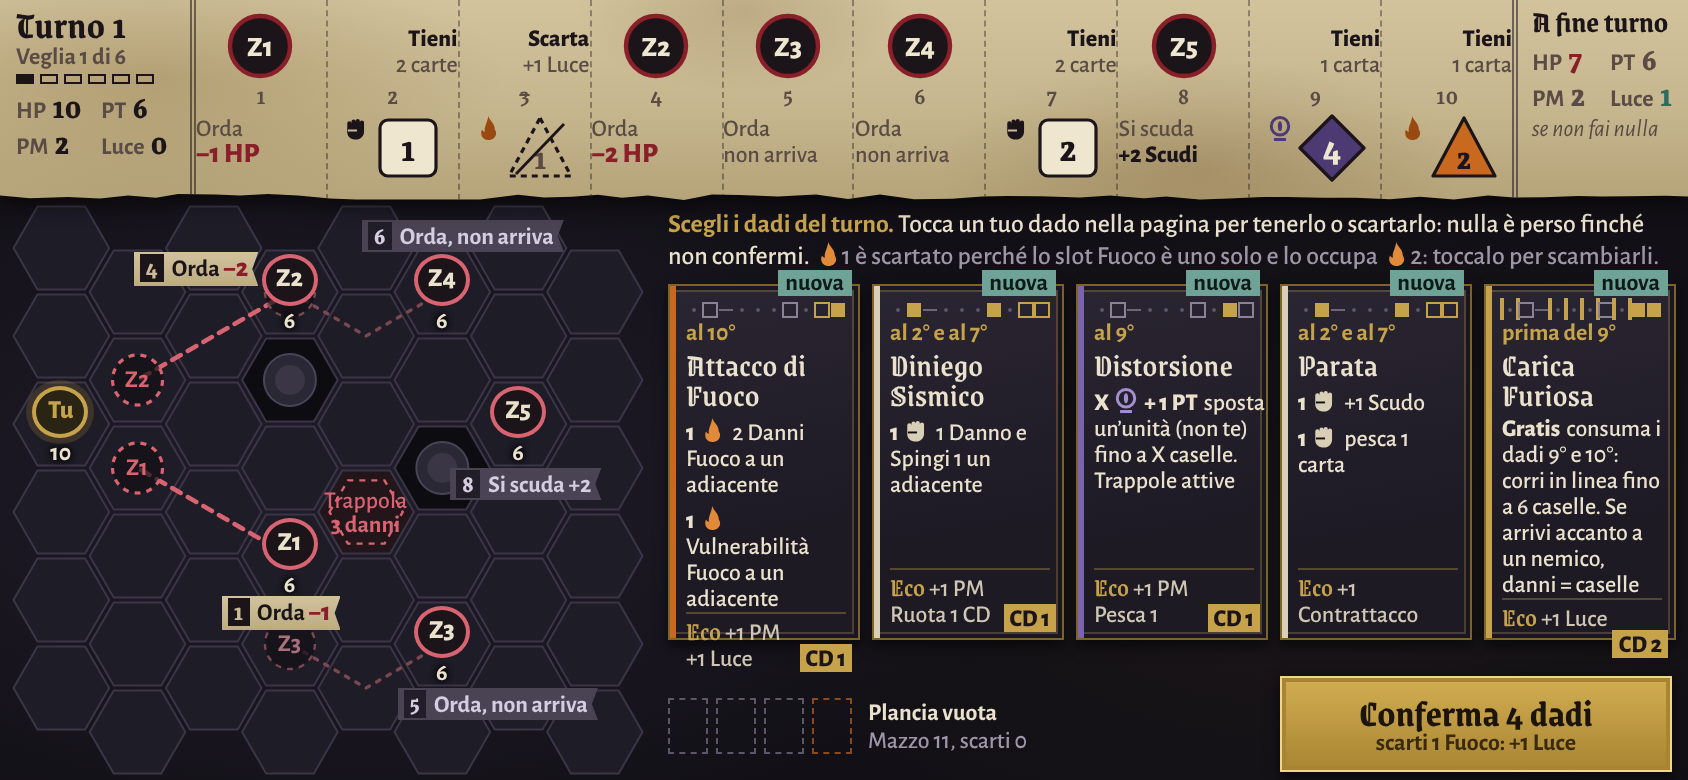 Turno 1
Veglia 1 di 6
HP 10 PT 6
PM 2 Luce 0
Z1
1
Orda
−1 HP
Tieni
2 carte
2
1
Scarta
+1 Luce
3
1
Z2
4
Orda
−2 HP
Z3
5
Orda
non arriva
Z4
6
Orda
non arriva
Tieni
2 carte
7
2
Z5
8
Si scuda
+2 Scudi
Tieni
1 carta
9
4
Tieni
1 carta
10
2
A fine turno
HP 7 PT 6
PM 2 Luce 1
se non fai nulla
6 Orda, non arriva
4 Orda −2
Z2
6
Z4
6
Z2
Tu
10
Z5
6
Z1
8 Si scuda +2
Trappola
3 danni
Z1
6
1 Orda −1
Z3
Z3
6
5 Orda, non arriva
Scegli i dadi del turno. Tocca un tuo dado nella pagina per tenerlo o scartarlo: nulla è perso finché
non confermi. 1 è scartato perché lo slot Fuoco è uno solo e lo occupa 2: toccalo per scambiarli.
nuova
al 10°
Attacco di
Fuoco
1 2 Danni
Fuoco a un
adiacente
1
Vulnerabilità
Fuoco a un
adiacente
Eco +1 PM
+1 Luce
CD 1
nuova
al 2° e al 7°
Diniego
Sismico
1 1 Danno e
Spingi 1 un
adiacente
Eco +1 PM
Ruota 1 CD
CD 1
nuova
al 9°
Distorsione
X +1 PT sposta
un'unità (non te)
fino a X caselle.
Trappole attive
Eco +1 PM
Pesca 1
CD 1
nuova
al 2° e al 7°
Parata
1 +1 Scudo
1 pesca 1
carta
Eco +1
Contrattacco
nuova
prima del 9°
Carica
Furiosa
Gratis consuma i
dadi 9° e 10°:
corri in linea fino
a 6 caselle. Se
arrivi accanto a
un nemico,
danni = caselle
Eco +1 Luce
CD 2
Plancia vuota
Mazzo 11, scarti 0
Conferma 4 dadi
scarti 1 Fuoco: +1 Luce